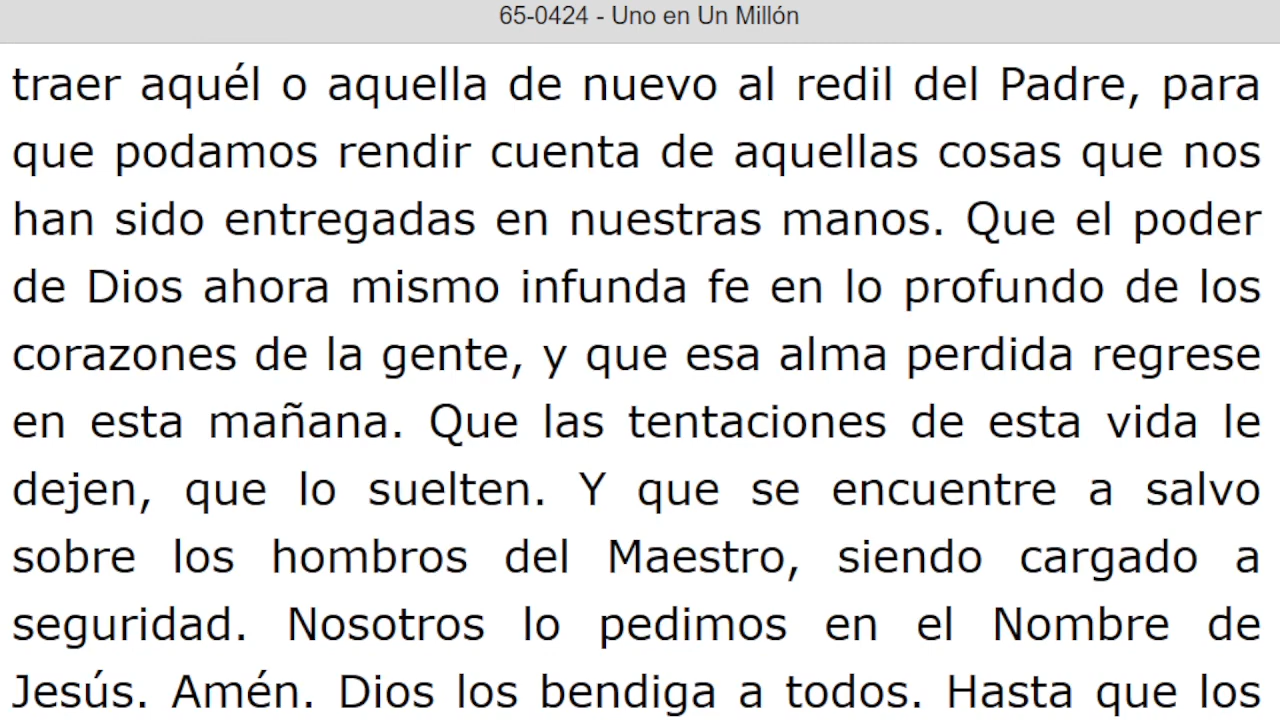 65-0424 - Uno en Un Millón
traer aquél o aquella de nuevo al redil del Padre, para
que podamos rendir cuenta de aquellas cosas que nos
han sido entregadas en nuestras manos. Que el poder
de Dios ahora mismo infunda fe en lo profundo de los
corazones de la gente, y que esa alma perdida regrese
en esta mañana. Que las tentaciones de esta vida le
dejen, que lo suelten. Y que se encuentre a salvo
sobre los hombros del Maestro, siendo cargado a
seguridad. Nosotros lo pedimos en el Nombre de
Jesús. Amén. Dios los bendiga a todos. Hasta que los